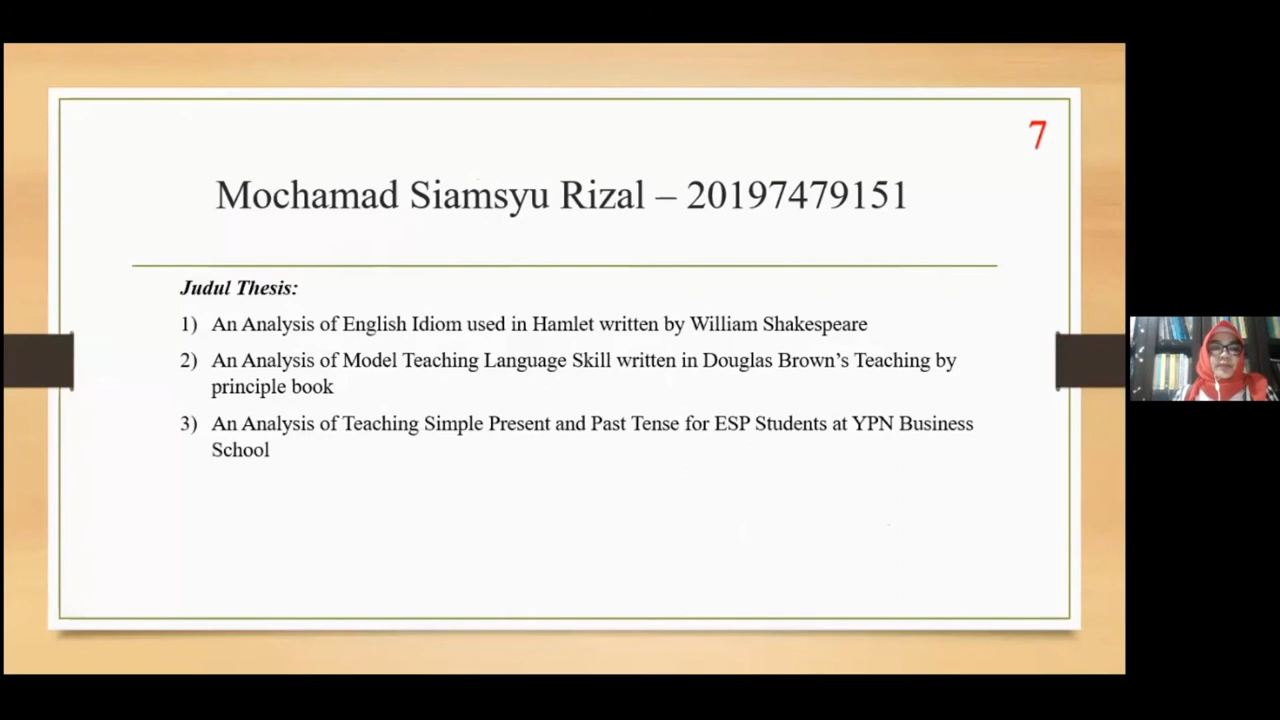 7
Mochamad Siamsyu Rizal – 20197479151
Judul Thesis:
1) An Analysis of English Idiom used in Hamlet written by William Shakespeare
2) An Analysis of Model Teaching Language Skill written in Douglas Brown’s Teaching by
principle book
3) An Analysis of Teaching Simple Present and Past Tense for ESP Students at YPN Business
School